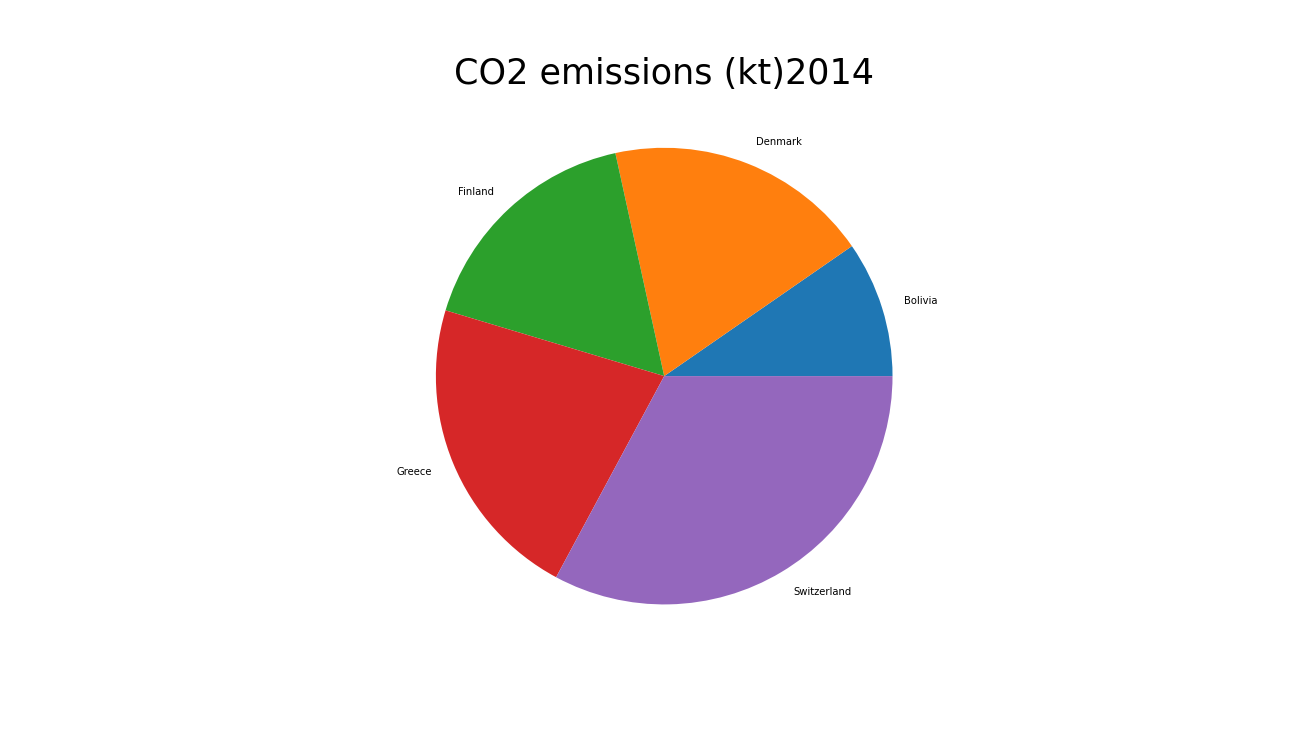 CO2 emissions (kt)2014
Denmark
Finland
Bolivia
Greece
Switzerland